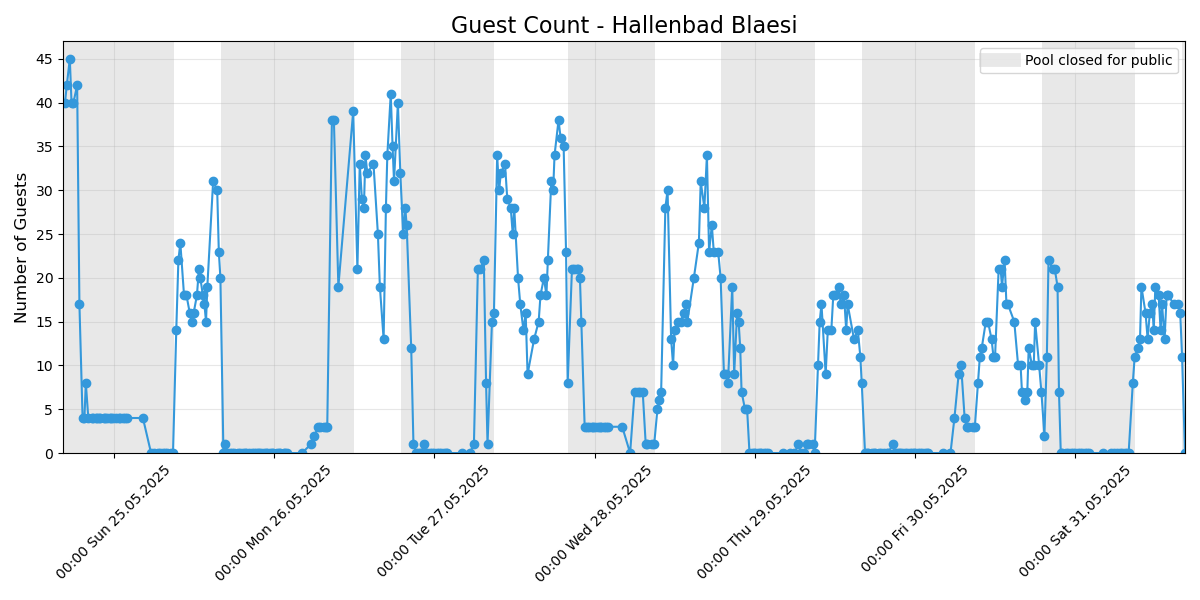 Guest Count - Hallenbad Blaesi
Pool closed for public
Number of Guests
45
40
35
30
25
20
15
10
5
0
00:00 Sun 25.05.2025
00:00 Mon 26.05.2025
00:00 Tue 27.05.2025
00:00 Wed 28.05.2025
00:00 Thu 29.05.2025
00:00 Fri 30.05.2025
00:00 Sat 31.05.2025